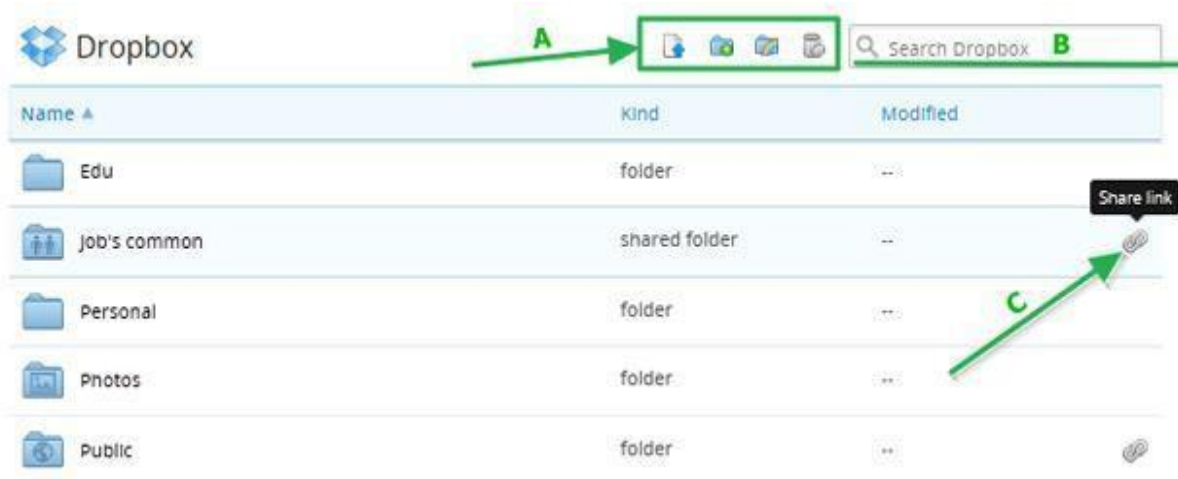 Dropbox
A
Search Dropbox B
Name Kind Modified
Edu folder --
Share link
Job's common shared folder --
C
Personal folder --
Photos folder --
Public folder --